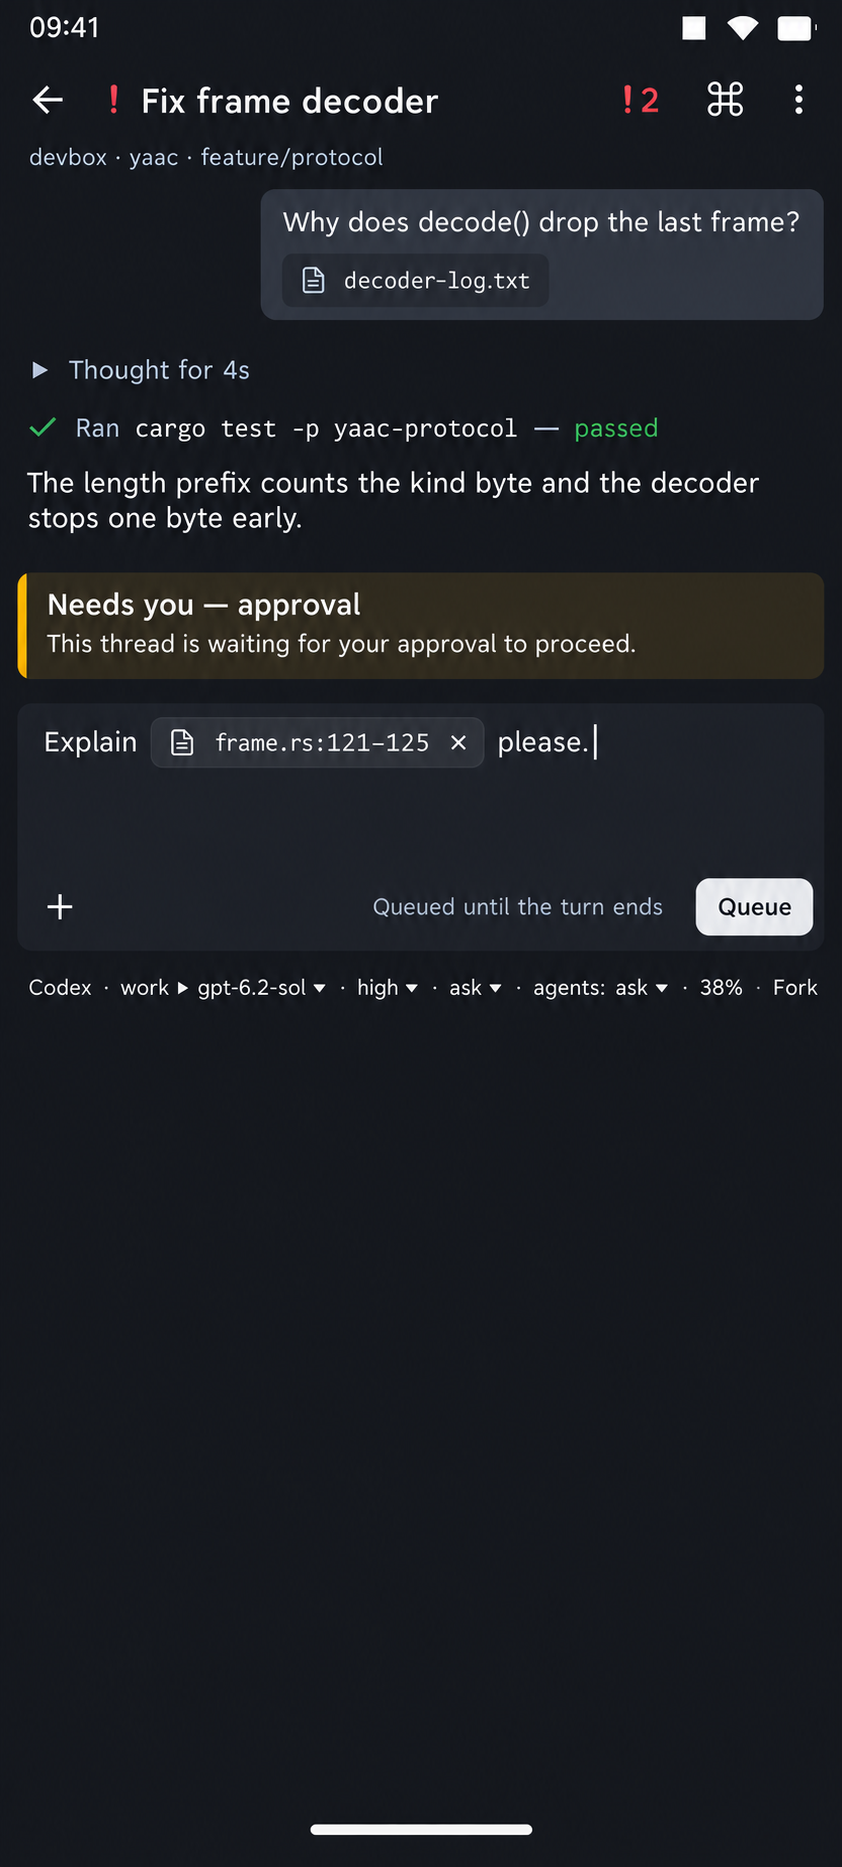 09:41
! Fix frame decoder !2
devbox · yaac · feature/protocol
Why does decode() drop the last frame?
decoder-log.txt
Thought for 4s
Ran cargo test -p yaac-protocol — passed
The length prefix counts the kind byte and the decoder
stops one byte early.
Needs you — approval
This thread is waiting for your approval to proceed.
Explain frame.rs:121–125 × please.
Queued until the turn ends Queue
Codex · work ▶ gpt-6.2-sol ▾ · high ▾ · ask ▾ · agents: ask ▾ · 38% · Fork